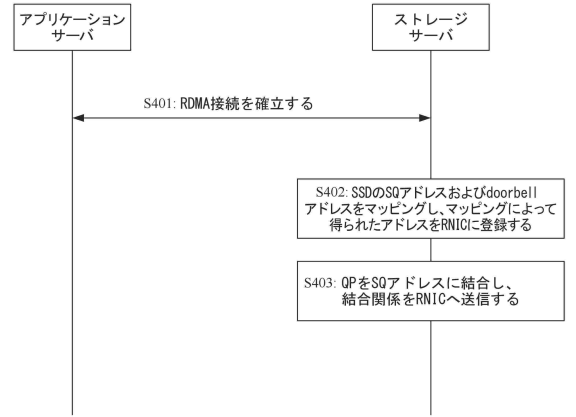 アプリケーション
サーバ
ストレージ
サーバ
S401: RDMA接続を確立する
S402: SSDのSQアドレスおよびdoorbell
アドレスをマッピングし、マッピングによって
得られたアドレスをRNICに登録する
S403: QPをSQアドレスに結合し、
結合関係をRNICへ送信する